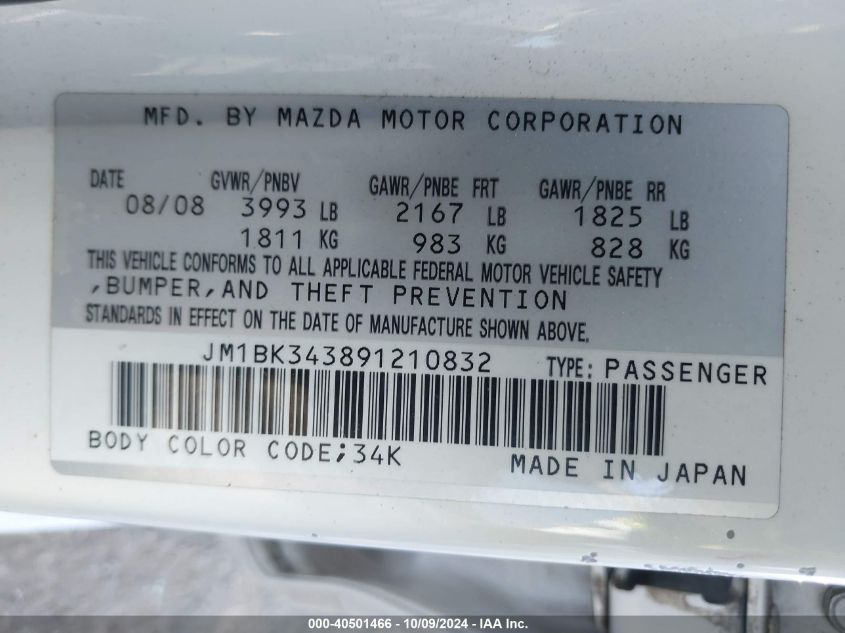 MFD. BY MAZDA MOTOR CORPORATION
DATE GVWR/PNBV GAWR/PNBE FRT GAWR/PNBE RR
08/08 3993 LB 2167 LB 1825 LB
1811 KG 983 KG 828 KG
THIS VEHICLE CONFORMS TO ALL APPLICABLE FEDERAL MOTOR VEHICLE SAFETY
,BUMPER,AND THEFT PREVENTION
STANDARDS IN EFFECT ON THE DATE OF MANUFACTURE SHOWN ABOVE.
JM1BK343891210832 TYPE: PASSENGER
BODY COLOR CODE;34K MADE IN JAPAN
000-40501466 - 10/09/2024 - IAA Inc.